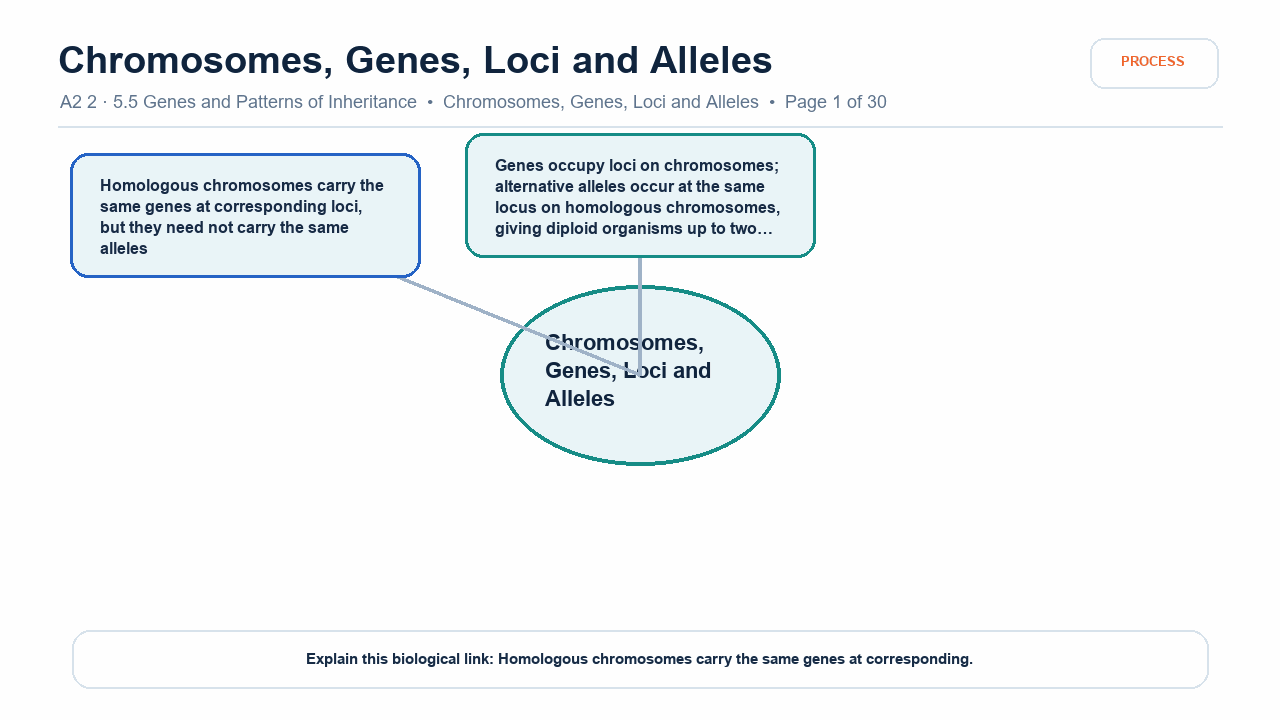 Chromosomes, Genes, Loci and Alleles
PROCESS
A2 2 · 5.5 Genes and Patterns of Inheritance • Chromosomes, Genes, Loci and Alleles • Page 1 of 30
Homologous chromosomes carry the
same genes at corresponding loci,
but they need not carry the same
alleles
Genes occupy loci on chromosomes;
alternative alleles occur at the same
locus on homologous chromosomes,
giving diploid organisms up to two…
Chromosomes,
Genes, Loci and
Alleles
Explain this biological link: Homologous chromosomes carry the same genes at corresponding.